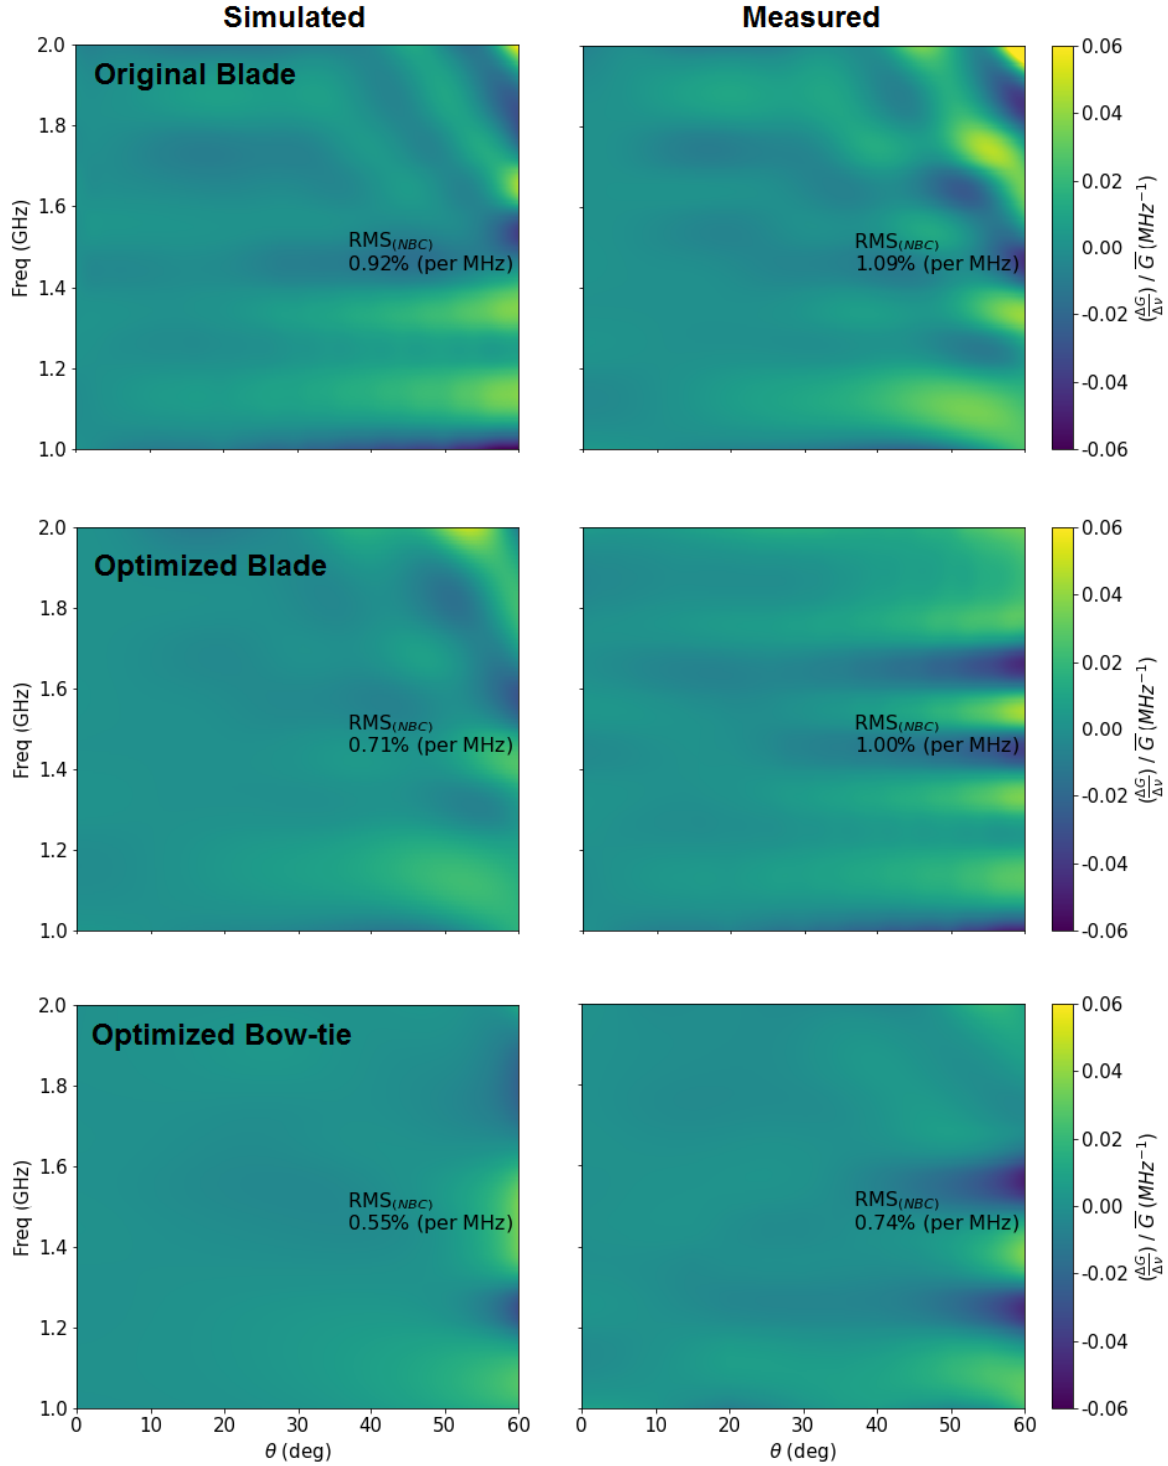 Simulated
Measured
Original Blade
2.0
1.8
1.6
1.4
1.2
1.0
Freq (GHz)
RMS(NBC)
0.92% (per MHz)
RMS(NBC)
1.09% (per MHz)
0.06
0.04
0.02
0.00
-0.02
-0.04
-0.06
(ΔG/Δν) / G̅ (MHz⁻¹)
Optimized Blade
2.0
1.8
1.6
1.4
1.2
1.0
Freq (GHz)
RMS(NBC)
0.71% (per MHz)
RMS(NBC)
1.00% (per MHz)
0.06
0.04
0.02
0.00
-0.02
-0.04
-0.06
(ΔG/Δν) / G̅ (MHz⁻¹)
Optimized Bow-tie
2.0
1.8
1.6
1.4
1.2
1.0
Freq (GHz)
RMS(NBC)
0.55% (per MHz)
RMS(NBC)
0.74% (per MHz)
0.06
0.04
0.02
0.00
-0.02
-0.04
-0.06
(ΔG/Δν) / G̅ (MHz⁻¹)
0 10 20 30 40 50 60
θ (deg)
0 10 20 30 40 50 60
θ (deg)